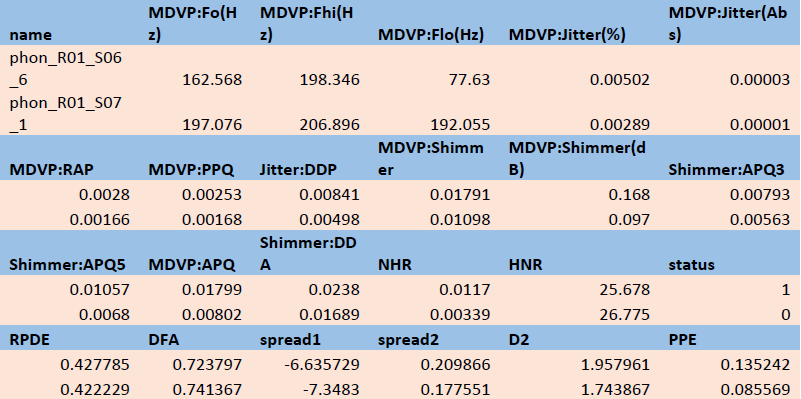 name MDVP:Fo(Hz) MDVP:Fhi(Hz) MDVP:Flo(Hz) MDVP:Jitter(%) MDVP:Jitter(Abs)
phon_R01_S06_6 162.568 198.346 77.63 0.00502 0.00003
phon_R01_S07_1 197.076 206.896 192.055 0.00289 0.00001
MDVP:RAP MDVP:PPQ Jitter:DDP MDVP:Shimmer MDVP:Shimmer(dB) Shimmer:APQ3
0.0028 0.00253 0.00841 0.01791 0.168 0.00793
0.00166 0.00168 0.00498 0.01098 0.097 0.00563
Shimmer:APQ5 MDVP:APQ Shimmer:DDA NHR HNR status
0.01057 0.01799 0.0238 0.0117 25.678 1
0.0068 0.00802 0.01689 0.00339 26.775 0
RPDE DFA spread1 spread2 D2 PPE
0.427785 0.723797 -6.635729 0.209866 1.957961 0.135242
0.422229 0.741367 -7.3483 0.177551 1.743867 0.085569